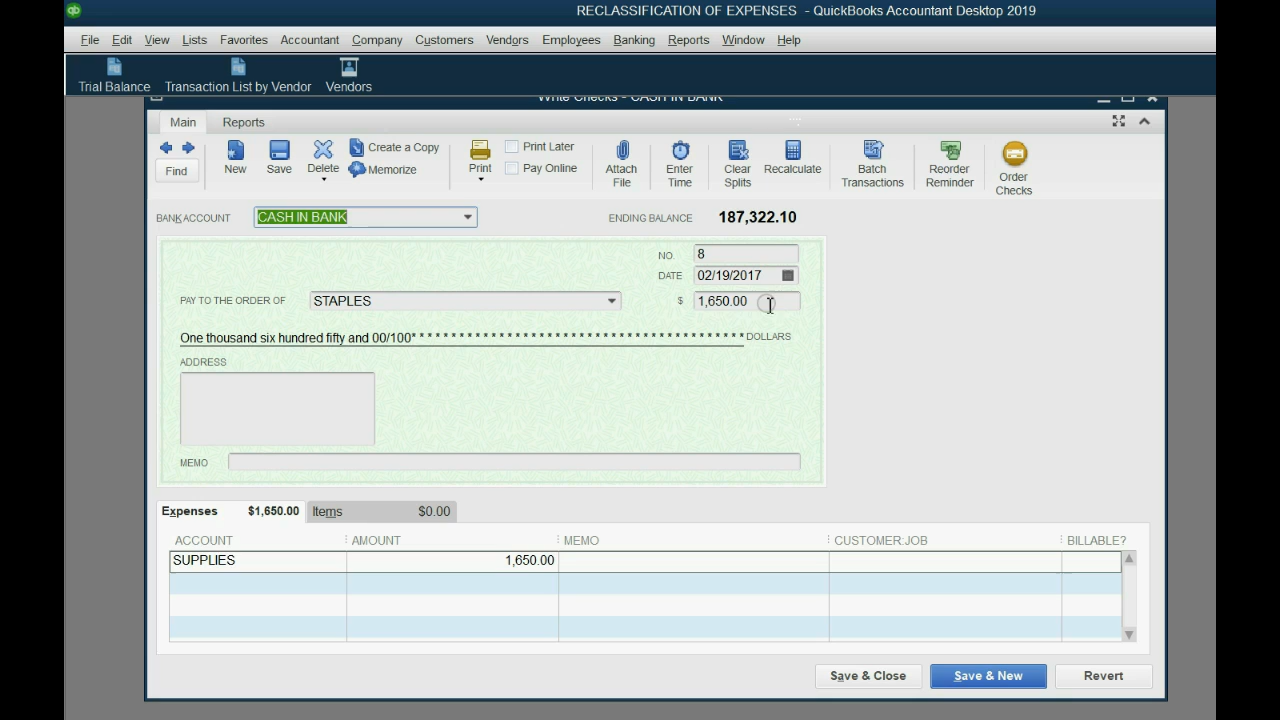 RECLASSIFICATION OF EXPENSES - QuickBooks Accountant Desktop 2019
File Edit View Lists Favorites Accountant Company Customers Vendors Employees Banking Reports Window Help
Trial Balance Transaction List by Vendor Vendors
Write Checks - CASH IN BANK
Main Reports
Find New Save Delete Create a Copy Memorize Print Print Later Pay Online Attach File Enter Time Clear Splits Recalculate Batch Transactions Reorder Reminder Order Checks
BANK ACCOUNT CASH IN BANK ENDING BALANCE 187,322.10
NO. 8
DATE 02/19/2017
PAY TO THE ORDER OF STAPLES $ 1,650.00
One thousand six hundred fifty and 00/100* * * * * * * * * * * * * * * * * * * * * * * * * * * * * * * * * * * * * * * * * * DOLLARS
ADDRESS
MEMO
Expenses $1,650.00 Items $0.00
ACCOUNT AMOUNT MEMO CUSTOMER:JOB BILLABLE?
SUPPLIES 1,650.00
Save & Close Save & New Revert